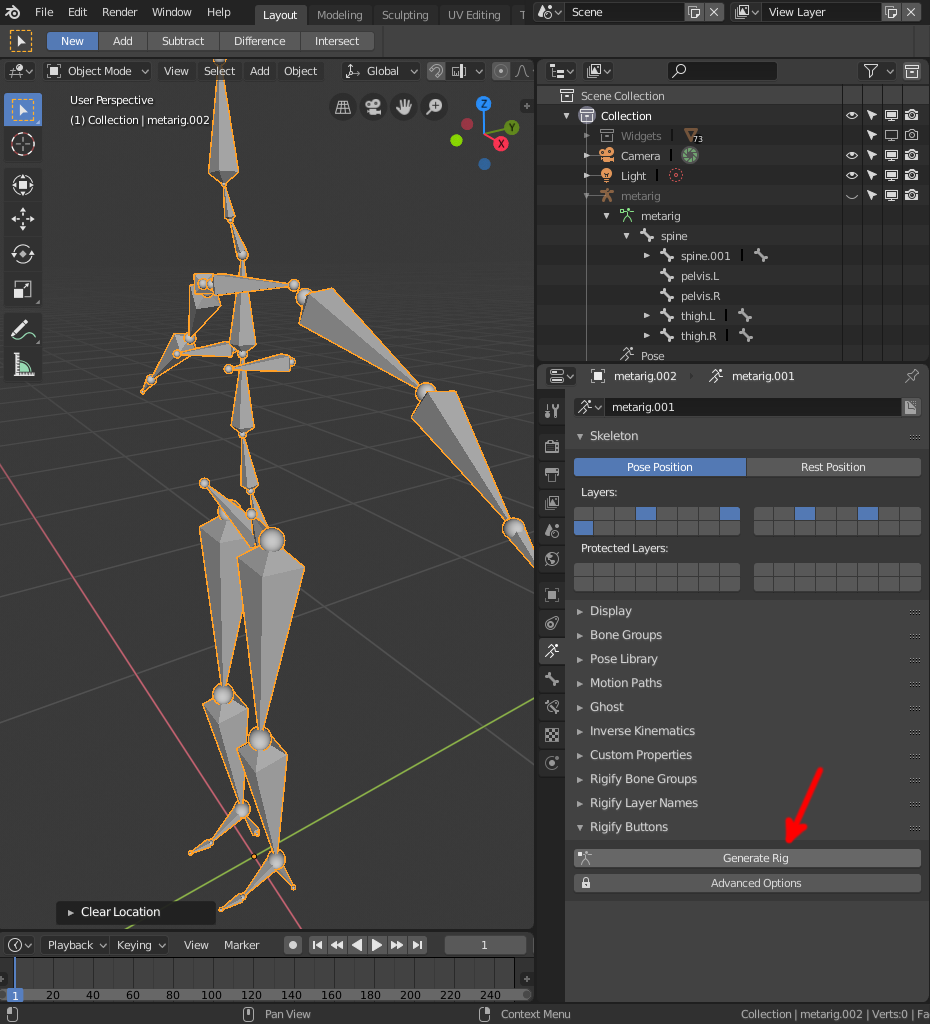 File Edit Render Window Help Layout Modeling Sculpting UV Editing Scene View Layer
New Add Subtract Difference Intersect
Object Mode View Select Add Object Global
User Perspective
(1) Collection | metarig.002
Z
Y
X
Clear Location
Scene Collection
Collection
Widgets 73
Camera
Light
metarig
metarig
spine
spine.001
pelvis.L
pelvis.R
thigh.L
thigh.R
Pose
metarig.002 metarig.001
metarig.001
Skeleton
Pose Position Rest Position
Layers:
Protected Layers:
Display
Bone Groups
Pose Library
Motion Paths
Ghost
Inverse Kinematics
Custom Properties
Rigify Bone Groups
Rigify Layer Names
Rigify Buttons
Generate Rig
Advanced Options
Playback Keying View Marker 1
1 20 40 60 80 100 120 140 160 180 200 220 240
Pan View Context Menu Collection | metarig.002 | Verts:0 | Fa